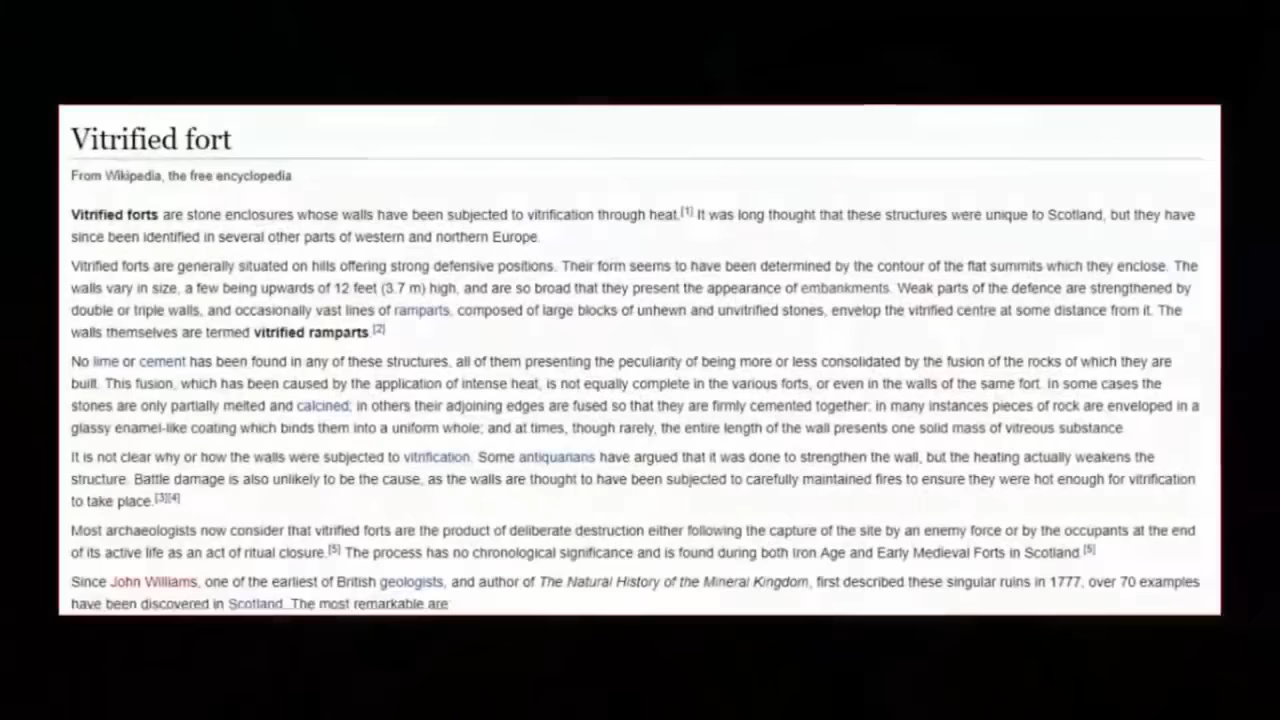 Vitrified fort
From Wikipedia, the free encyclopedia
Vitrified forts are stone enclosures whose walls have been subjected to vitrification through heat.[1] It was long thought that these structures were unique to Scotland, but they have
since been identified in several other parts of western and northern Europe.
Vitrified forts are generally situated on hills offering strong defensive positions. Their form seems to have been determined by the contour of the flat summits which they enclose. The
walls vary in size, a few being upwards of 12 feet (3.7 m) high, and are so broad that they present the appearance of embankments. Weak parts of the defence are strengthened by
double or triple walls, and occasionally vast lines of ramparts, composed of large blocks of unhewn and unvitrified stones, envelop the vitrified centre at some distance from it. The
walls themselves are termed vitrified ramparts.[2]
No lime or cement has been found in any of these structures, all of them presenting the peculiarity of being more or less consolidated by the fusion of the rocks of which they are
built. This fusion, which has been caused by the application of intense heat, is not equally complete in the various forts, or even in the walls of the same fort. In some cases the
stones are only partially melted and calcined; in others their adjoining edges are fused so that they are firmly cemented together; in many instances pieces of rock are enveloped in a
glassy enamel-like coating which binds them into a uniform whole; and at times, though rarely, the entire length of the wall presents one solid mass of vitreous substance.
It is not clear why or how the walls were subjected to vitrification. Some antiquarians have argued that it was done to strengthen the wall, but the heating actually weakens the
structure. Battle damage is also unlikely to be the cause, as the walls are thought to have been subjected to carefully maintained fires to ensure they were hot enough for vitrification
to take place.[3][4]
Most archaeologists now consider that vitrified forts are the product of deliberate destruction either following the capture of the site by an enemy force or by the occupants at the end
of its active life as an act of ritual closure.[5] The process has no chronological significance and is found during both Iron Age and Early Medieval Forts in Scotland.[5]
Since John Williams, one of the earliest of British geologists, and author of The Natural History of the Mineral Kingdom, first described these singular ruins in 1777, over 70 examples
have been discovered in Scotland. The most remarkable are